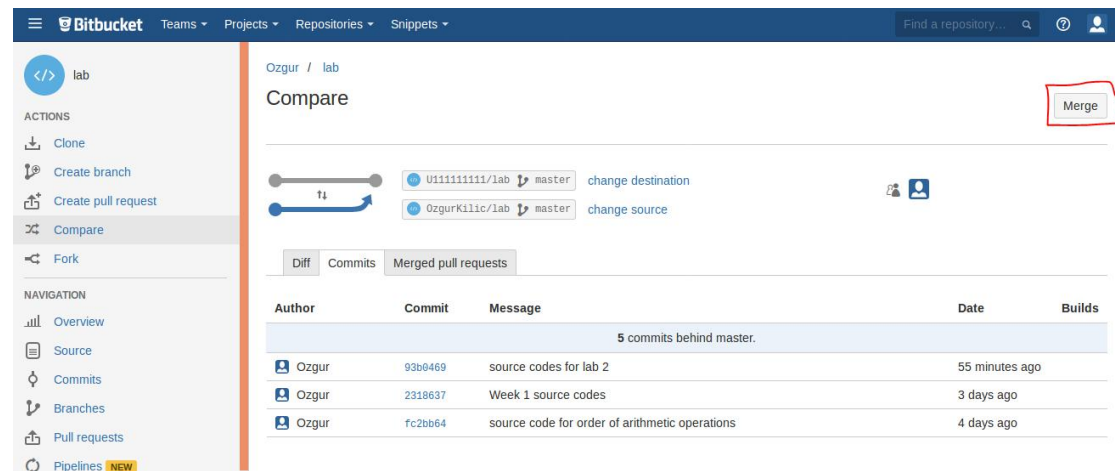 Bitbucket Teams Projects Repositories Snippets Find a repository...
lab
ACTIONS
Clone
Create branch
Create pull request
Compare
Fork
NAVIGATION
Overview
Source
Commits
Branches
Pull requests
Pipelines NEW
Ozgur / lab
Compare
Merge
U111111111/lab master change destination
OzgurKilic/lab master change source
Diff Commits Merged pull requests
Author Commit Message Date Builds
5 commits behind master.
Ozgur 93b0469 source codes for lab 2 55 minutes ago
Ozgur 2318637 Week 1 source codes 3 days ago
Ozgur fc2bb64 source code for order of arithmetic operations 4 days ago